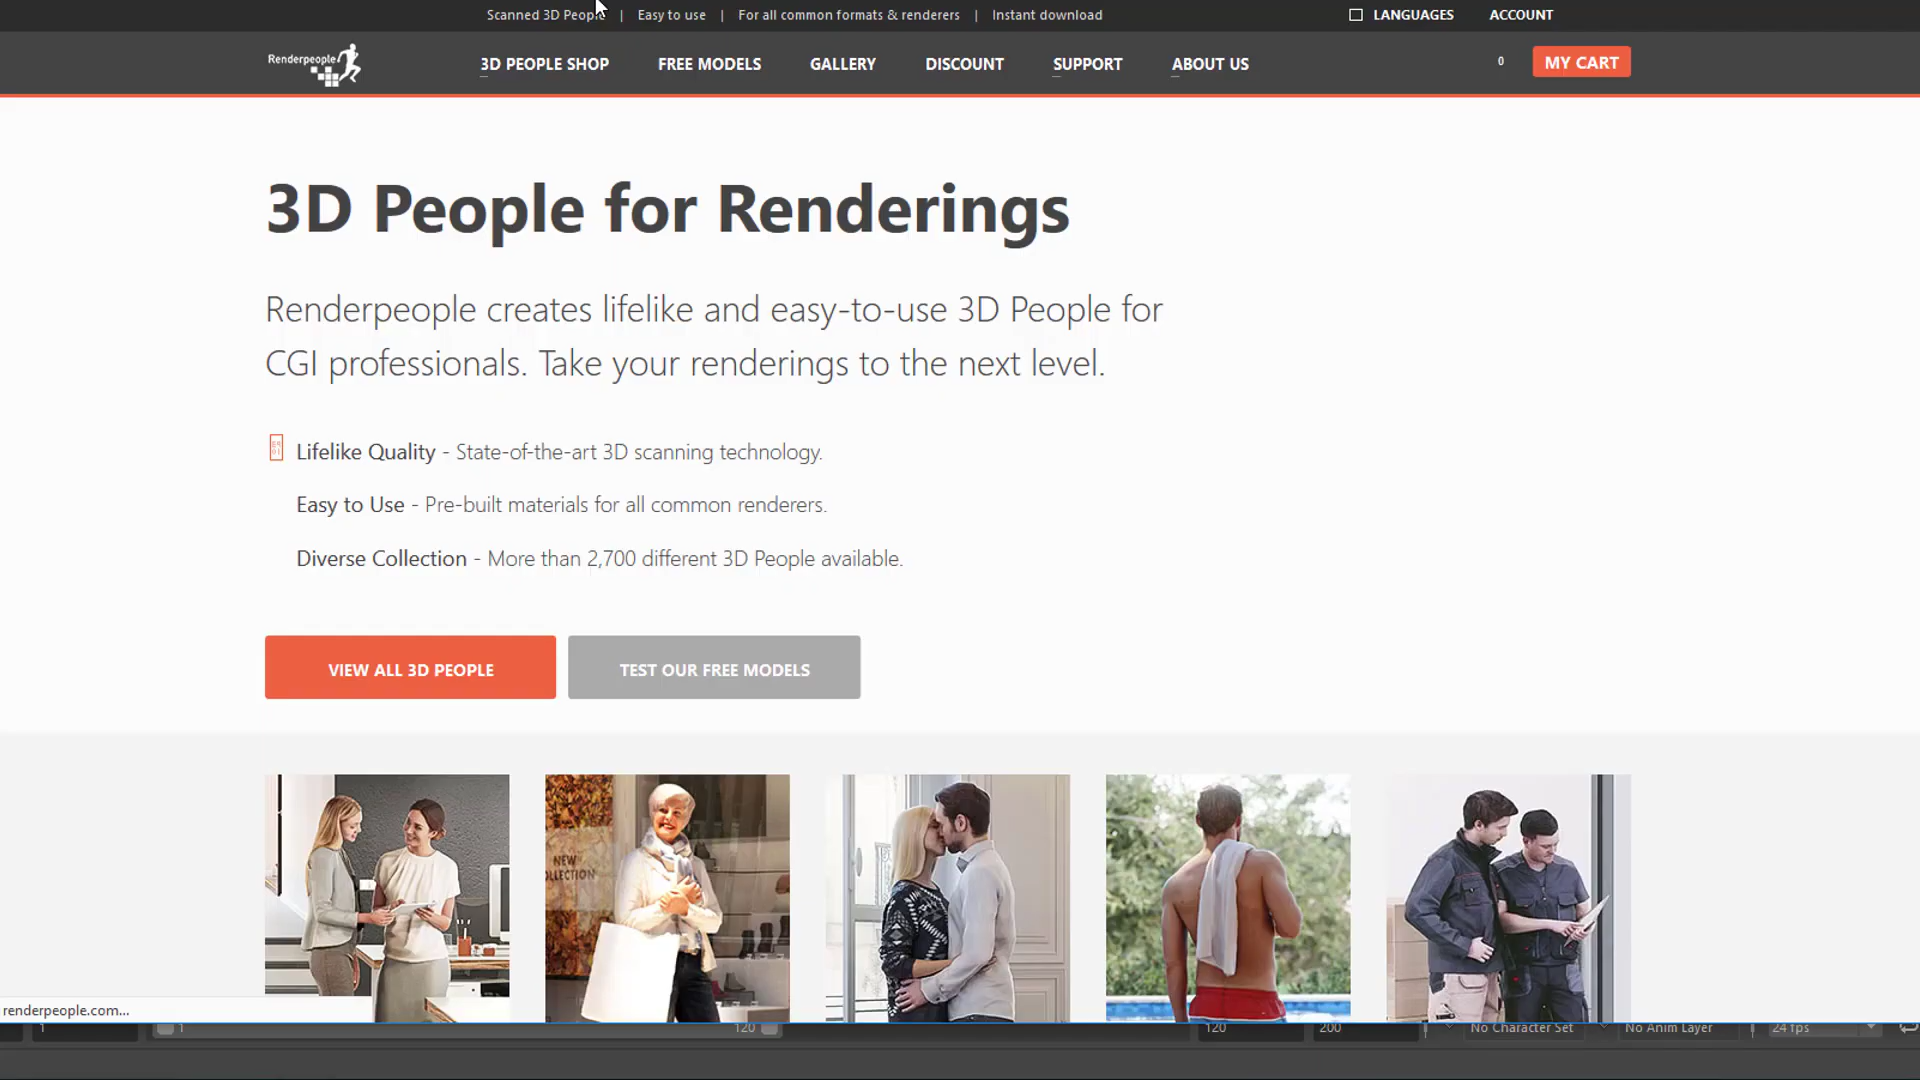 Scanned 3D People | Easy to use | For all common formats & renderers | Instant download
LANGUAGES ACCOUNT
Renderpeople
3D PEOPLE SHOP FREE MODELS GALLERY DISCOUNT SUPPORT ABOUT US
0 MY CART
3D People for Renderings
Renderpeople creates lifelike and easy-to-use 3D People for
CGI professionals. Take your renderings to the next level.
Lifelike Quality - State-of-the-art 3D scanning technology.
Easy to Use - Pre-built materials for all common renderers.
Diverse Collection - More than 2,700 different 3D People available.
VIEW ALL 3D PEOPLE TEST OUR FREE MODELS
NEW
renderpeople.com...
1 1 120 120 200 No Character Set No Anim Layer 24 fps